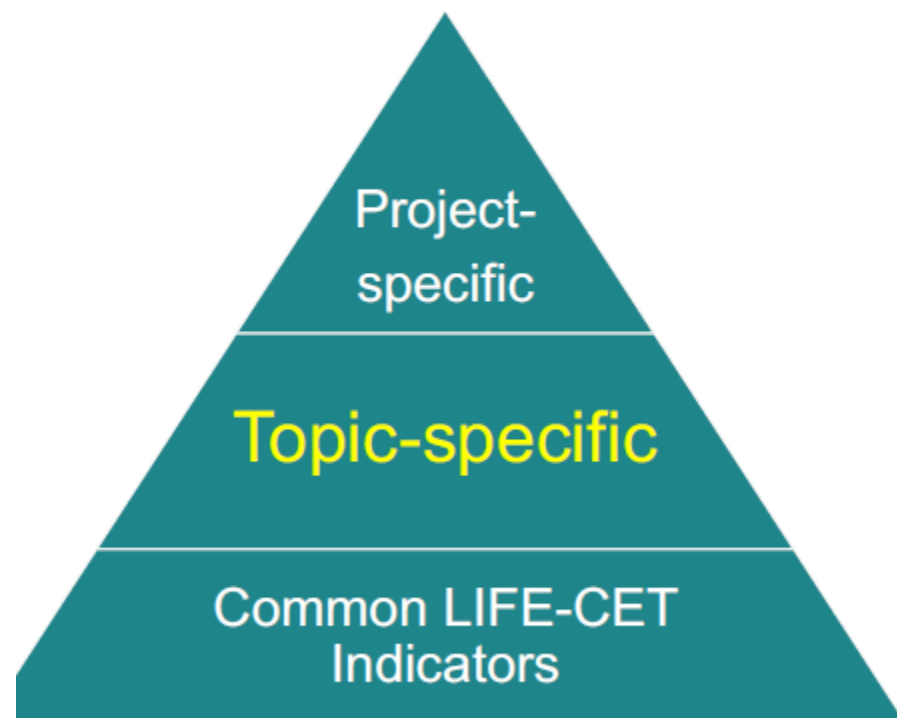 Project-
specific
Topic-specific
Common LIFE-CET
Indicators